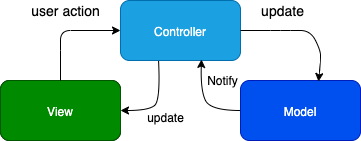 user action
update
Controller
Notify
View
update
Model